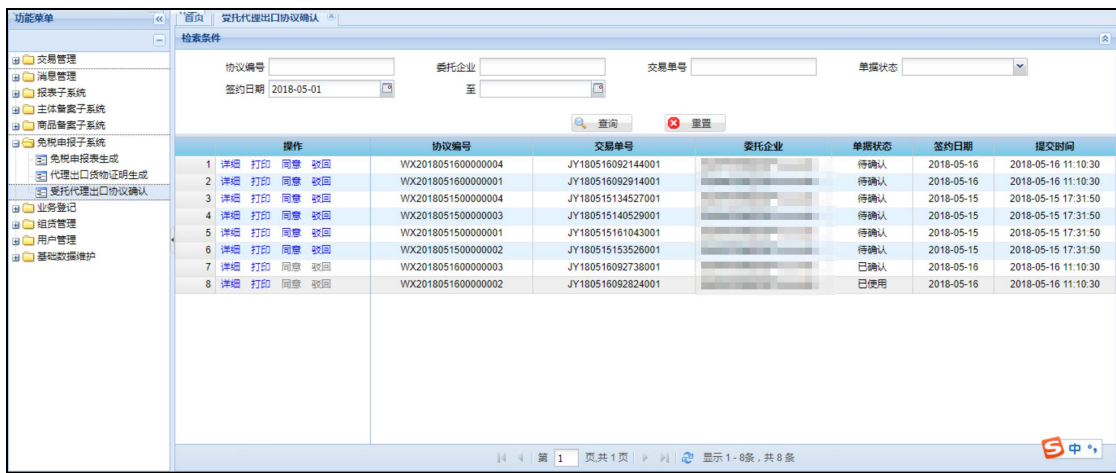 功能菜单
首页 受托代理出口协议确认
检索条件
交易管理
消息管理
报表子系统
主体备案子系统
商品备案子系统
免税申报子系统
免税申报表生成
代理出口货物证明生成
受托代理出口协议确认
业务登记
组货管理
用户管理
基础数据维护
协议编号 委托企业 交易单号 单据状态
签约日期 2018-05-01 至
查询 重置
操作 协议编号 交易单号 委托企业 单据状态 签约日期 提交时间
1 详细 打印 同意 驳回 WX2018051600000004 JY180516092144001 待确认 2018-05-16 2018-05-16 11:10:30
2 详细 打印 同意 驳回 WX2018051600000001 JY180516092914001 待确认 2018-05-16 2018-05-16 11:10:30
3 详细 打印 同意 驳回 WX2018051500000004 JY180515134527001 待确认 2018-05-15 2018-05-15 17:31:50
4 详细 打印 同意 驳回 WX2018051500000003 JY180515140529001 待确认 2018-05-15 2018-05-15 17:31:50
5 详细 打印 同意 驳回 WX2018051500000001 JY180515161043001 待确认 2018-05-15 2018-05-15 17:31:50
6 详细 打印 同意 驳回 WX2018051500000002 JY180515153526001 待确认 2018-05-15 2018-05-15 17:31:50
7 详细 打印 同意 驳回 WX2018051600000003 JY180516092738001 已确认 2018-05-16 2018-05-16 11:10:30
8 详细 打印 同意 驳回 WX2018051600000002 JY180516092824001 已使用 2018-05-16 2018-05-16 11:10:30
第 1 页,共 1 页 显示 1 - 8条，共 8 条
中